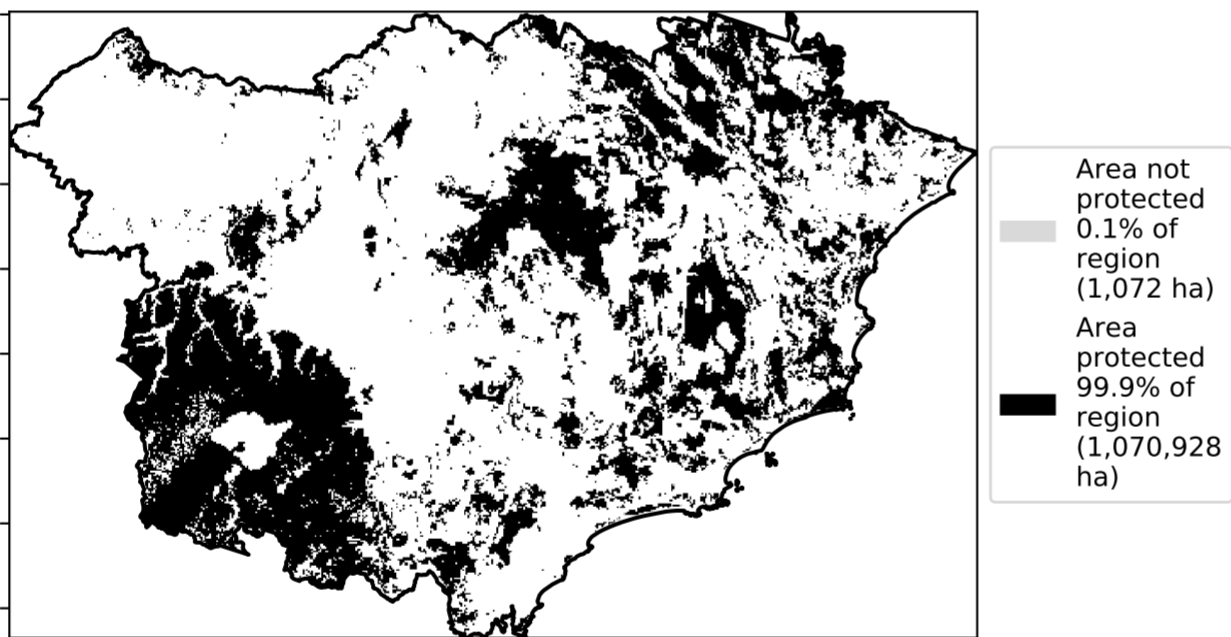 Area not
protected
0.1% of
region
(1,072 ha)
Area
protected
99.9% of
region
(1,070,928
ha)